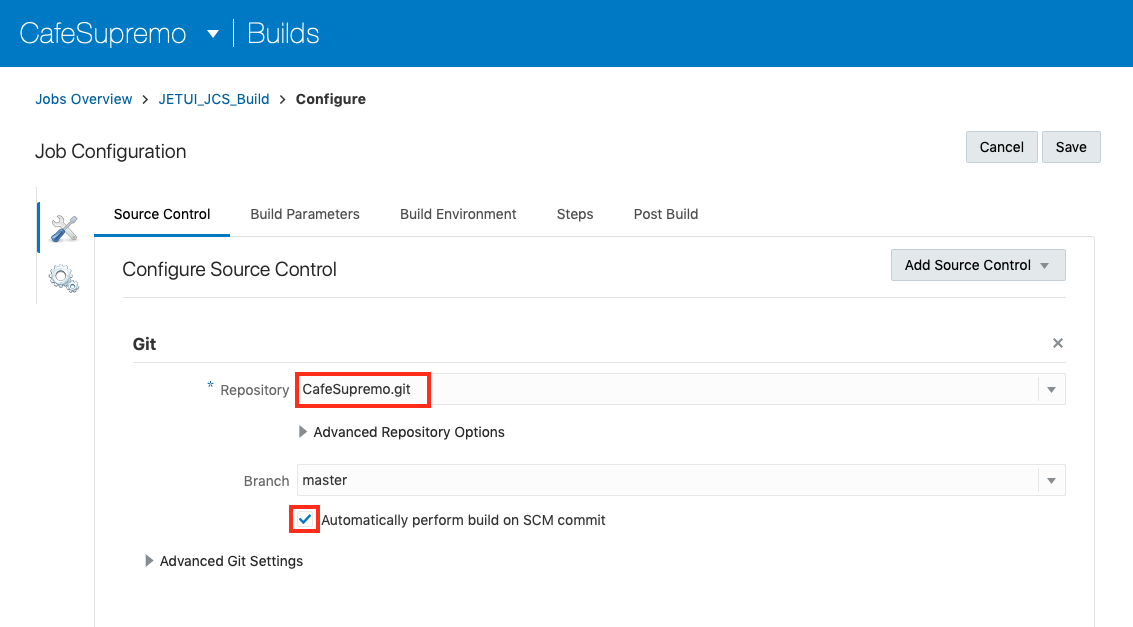 CafeSupremo Builds
Jobs Overview > JETUI_JCS_Build > Configure
Job Configuration
Cancel Save
Source Control Build Parameters Build Environment Steps Post Build
Configure Source Control
Add Source Control
Git
* Repository CafeSupremo.git
Advanced Repository Options
Branch master
Automatically perform build on SCM commit
Advanced Git Settings